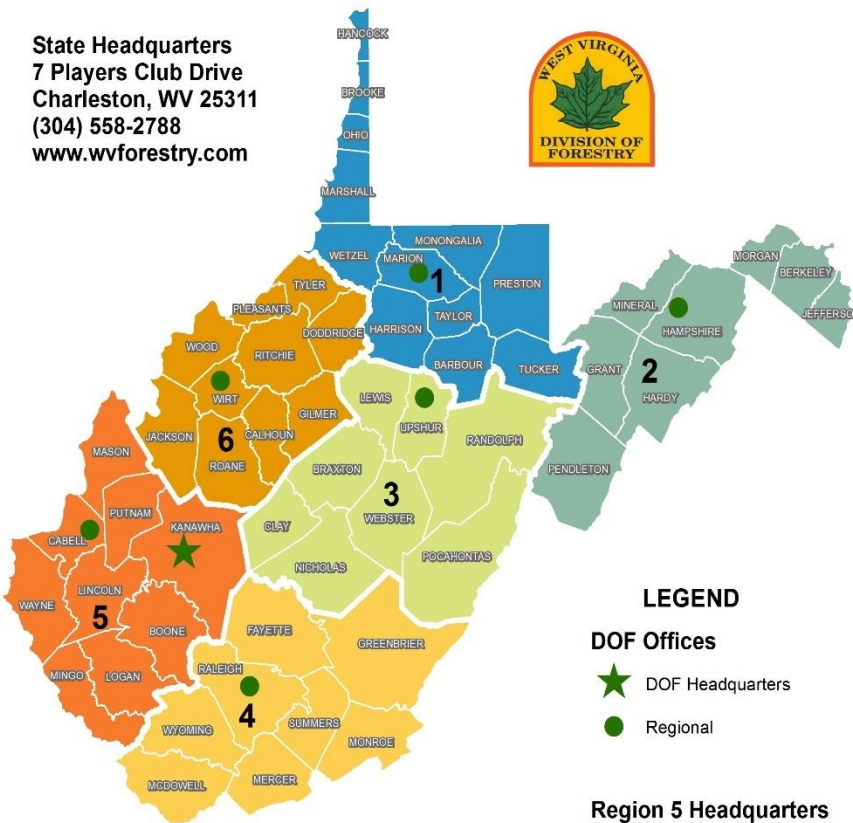 State Headquarters
7 Players Club Drive
Charleston, WV 25311
(304) 558-2788
www.wvforestry.com
WEST VIRGINIA
DIVISION OF
FORESTRY
HANCOCK
BROOKE
OHIO
MARSHALL
WETZEL
MONONGALIA
MARION
1
PRESTON
TAYLOR
HARRISON
BARBOUR
TUCKER
MORGAN
BERKELEY
JEFFERSO
MINERAL
HAMPSHIRE
GRANT
2
HARDY
PENDLETON
TYLER
PLEASANTS
DODDRIDGE
WOOD
RITCHIE
WIRT
GILMER
CALHOUN
JACKSON
6
ROANE
LEWIS
UPSHUR
RANDOLPH
BRAXTON
3
WEBSTER
CLAY
NICHOLAS
POCAHONTAS
MASON
PUTNAM
KANAWHA
CABELL
LINCOLN
WAYNE
5
BOONE
MINGO
LOGAN
FAYETTE
GREENBRIER
RALEIGH
4
SUMMERS
WYOMING
MONROE
MERCER
MCDOWELL
LEGEND
DOF Offices
DOF Headquarters
Regional
Region 5 Headquarters